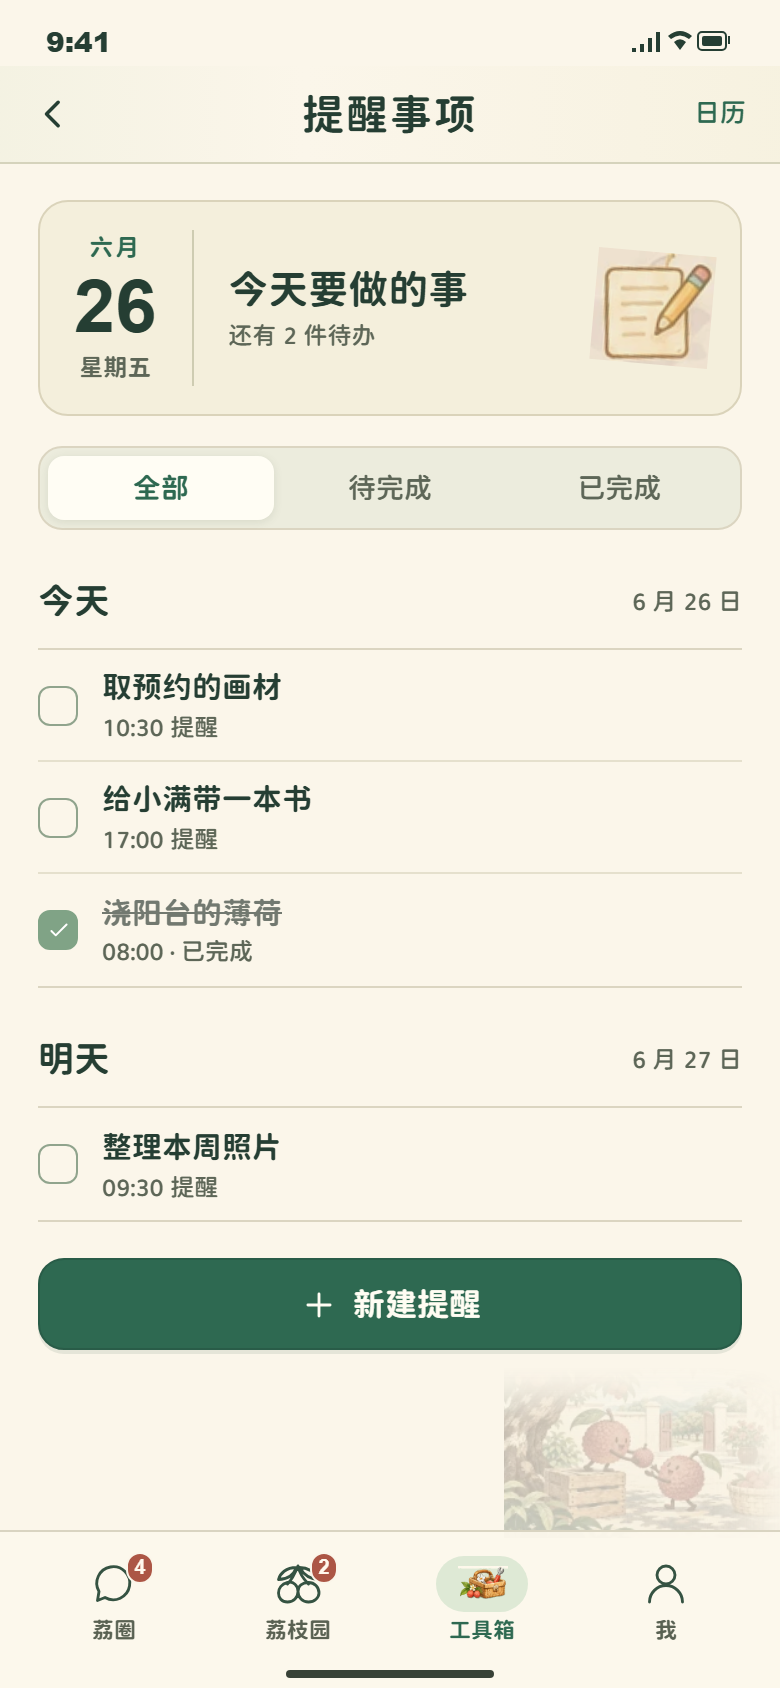 9:41
提醒事项
日历
六月
26
星期五
今天要做的事
还有 2 件待办
全部
待完成
已完成
今天
6 月 26 日
取预约的画材
10:30 提醒
给小满带一本书
17:00 提醒
浇阳台的薄荷
08:00 · 已完成
明天
6 月 27 日
整理本周照片
09:30 提醒
新建提醒
4
荔圈
2
荔枝园
工具箱
我